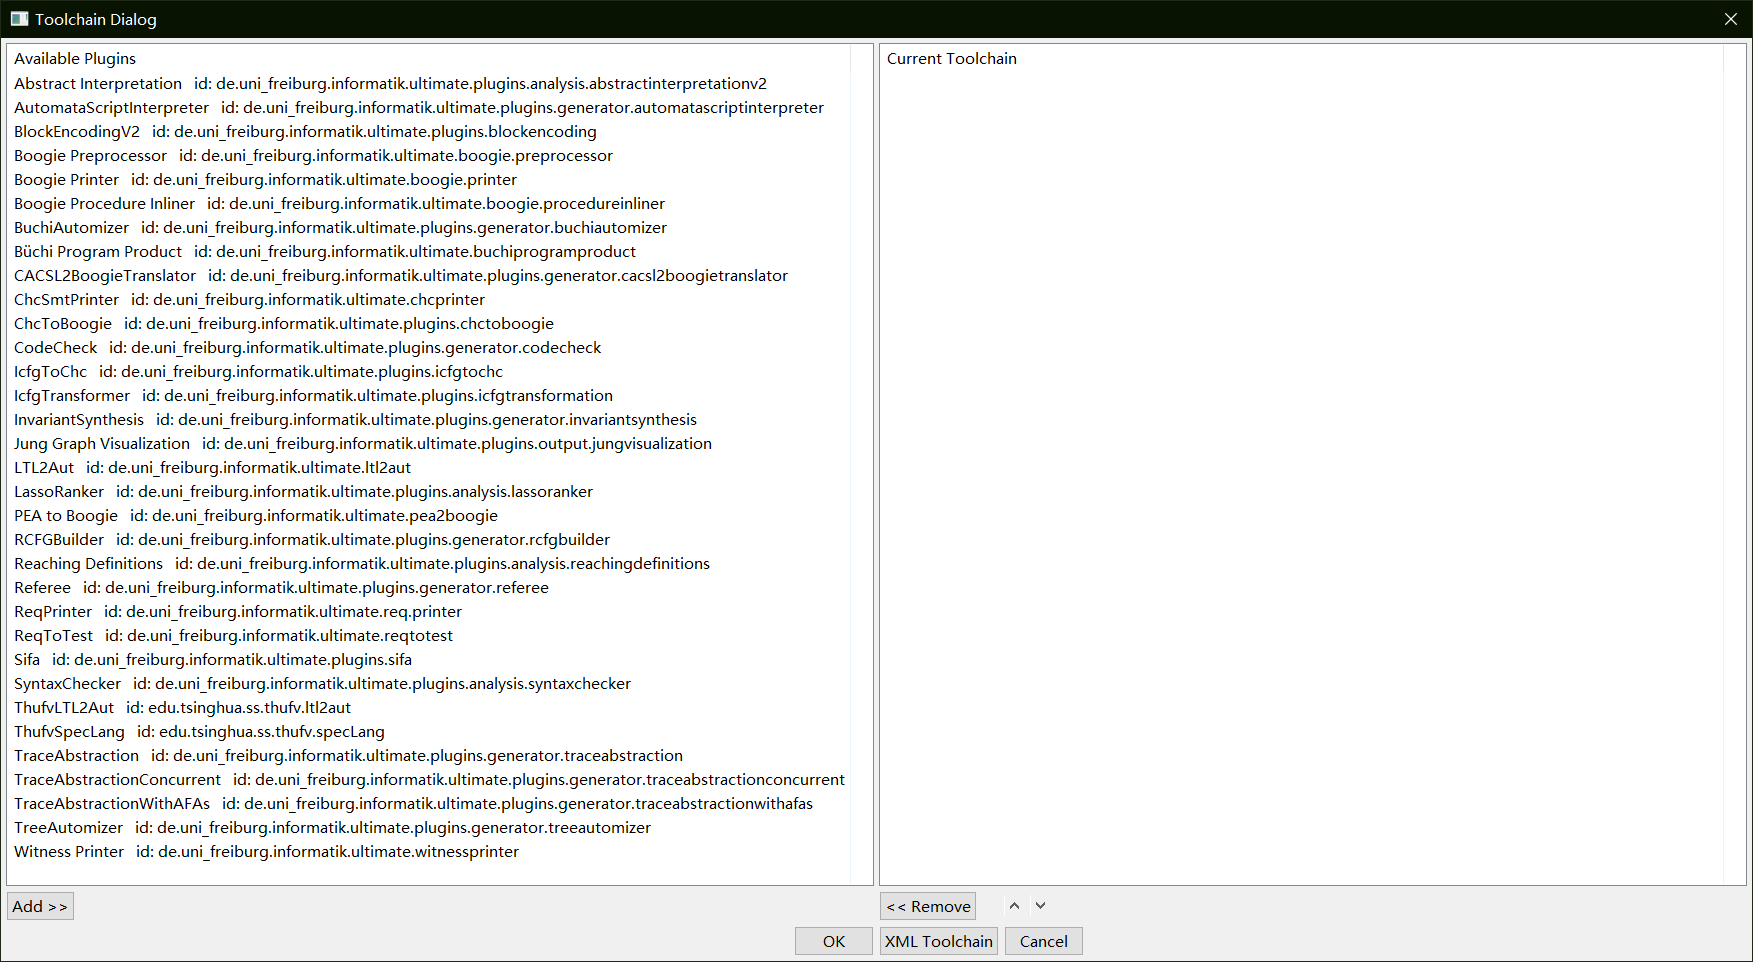 Toolchain Dialog
Available Plugins
Abstract Interpretation id: de.uni_freiburg.informatik.ultimate.plugins.analysis.abstractinterpretationv2
AutomataScriptInterpreter id: de.uni_freiburg.informatik.ultimate.plugins.generator.automatascriptinterpreter
BlockEncodingV2 id: de.uni_freiburg.informatik.ultimate.plugins.blockencoding
Boogie Preprocessor id: de.uni_freiburg.informatik.ultimate.boogie.preprocessor
Boogie Printer id: de.uni_freiburg.informatik.ultimate.boogie.printer
Boogie Procedure Inliner id: de.uni_freiburg.informatik.ultimate.boogie.procedureinliner
BuchiAutomizer id: de.uni_freiburg.informatik.ultimate.plugins.generator.buchiautomizer
Büchi Program Product id: de.uni_freiburg.informatik.ultimate.buchiprogramproduct
CACSL2BoogieTranslator id: de.uni_freiburg.informatik.ultimate.plugins.generator.cacsl2boogietranslator
ChcSmtPrinter id: de.uni_freiburg.informatik.ultimate.chcprinter
ChcToBoogie id: de.uni_freiburg.informatik.ultimate.plugins.chctoboogie
CodeCheck id: de.uni_freiburg.informatik.ultimate.plugins.generator.codecheck
IcfgToChc id: de.uni_freiburg.informatik.ultimate.plugins.icfgtochc
IcfgTransformer id: de.uni_freiburg.informatik.ultimate.plugins.icfgtransformation
InvariantSynthesis id: de.uni_freiburg.informatik.ultimate.plugins.generator.invariantsynthesis
Jung Graph Visualization id: de.uni_freiburg.informatik.ultimate.plugins.output.jungvisualization
LTL2Aut id: de.uni_freiburg.informatik.ultimate.ltl2aut
LassoRanker id: de.uni_freiburg.informatik.ultimate.plugins.analysis.lassoranker
PEA to Boogie id: de.uni_freiburg.informatik.ultimate.pea2boogie
RCFGBuilder id: de.uni_freiburg.informatik.ultimate.plugins.generator.rcfgbuilder
Reaching Definitions id: de.uni_freiburg.informatik.ultimate.plugins.analysis.reachingdefinitions
Referee id: de.uni_freiburg.informatik.ultimate.plugins.generator.referee
ReqPrinter id: de.uni_freiburg.informatik.ultimate.req.printer
ReqToTest id: de.uni_freiburg.informatik.ultimate.reqtotest
Sifa id: de.uni_freiburg.informatik.ultimate.plugins.sifa
SyntaxChecker id: de.uni_freiburg.informatik.ultimate.plugins.analysis.syntaxchecker
ThufvLTL2Aut id: edu.tsinghua.ss.thufv.ltl2aut
ThufvSpecLang id: edu.tsinghua.ss.thufv.specLang
TraceAbstraction id: de.uni_freiburg.informatik.ultimate.plugins.generator.traceabstraction
TraceAbstractionConcurrent id: de.uni_freiburg.informatik.ultimate.plugins.generator.traceabstractionconcurrent
TraceAbstractionWithAFAs id: de.uni_freiburg.informatik.ultimate.plugins.generator.traceabstractionwithafas
TreeAutomizer id: de.uni_freiburg.informatik.ultimate.plugins.generator.treeautomizer
Witness Printer id: de.uni_freiburg.informatik.ultimate.witnessprinter
Current Toolchain
Add >>
<< Remove
OK
XML Toolchain
Cancel